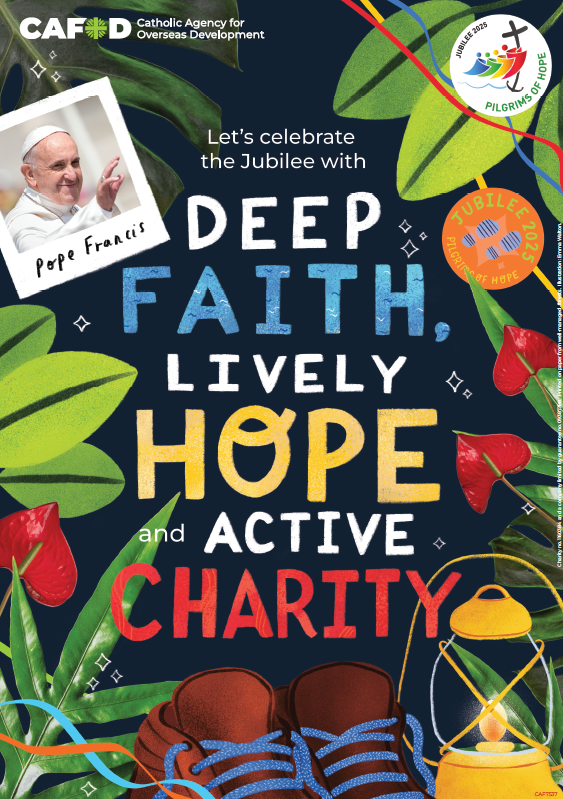 CAFOD
Catholic Agency for
Overseas Development
JUBILEE 2025
PILGRIMS OF HOPE
Let's celebrate
the Jubilee with
DEEP
FAITH,
LIVELY
HOPE
and ACTIVE
CHARITY
Pope Francis
JUBILEE 2025
PILGRIMS OF HOPE
CAF7537